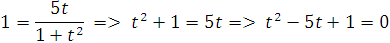 1 = 5t / (1 + t²) => t² + 1 = 5t => t² − 5t + 1 = 0